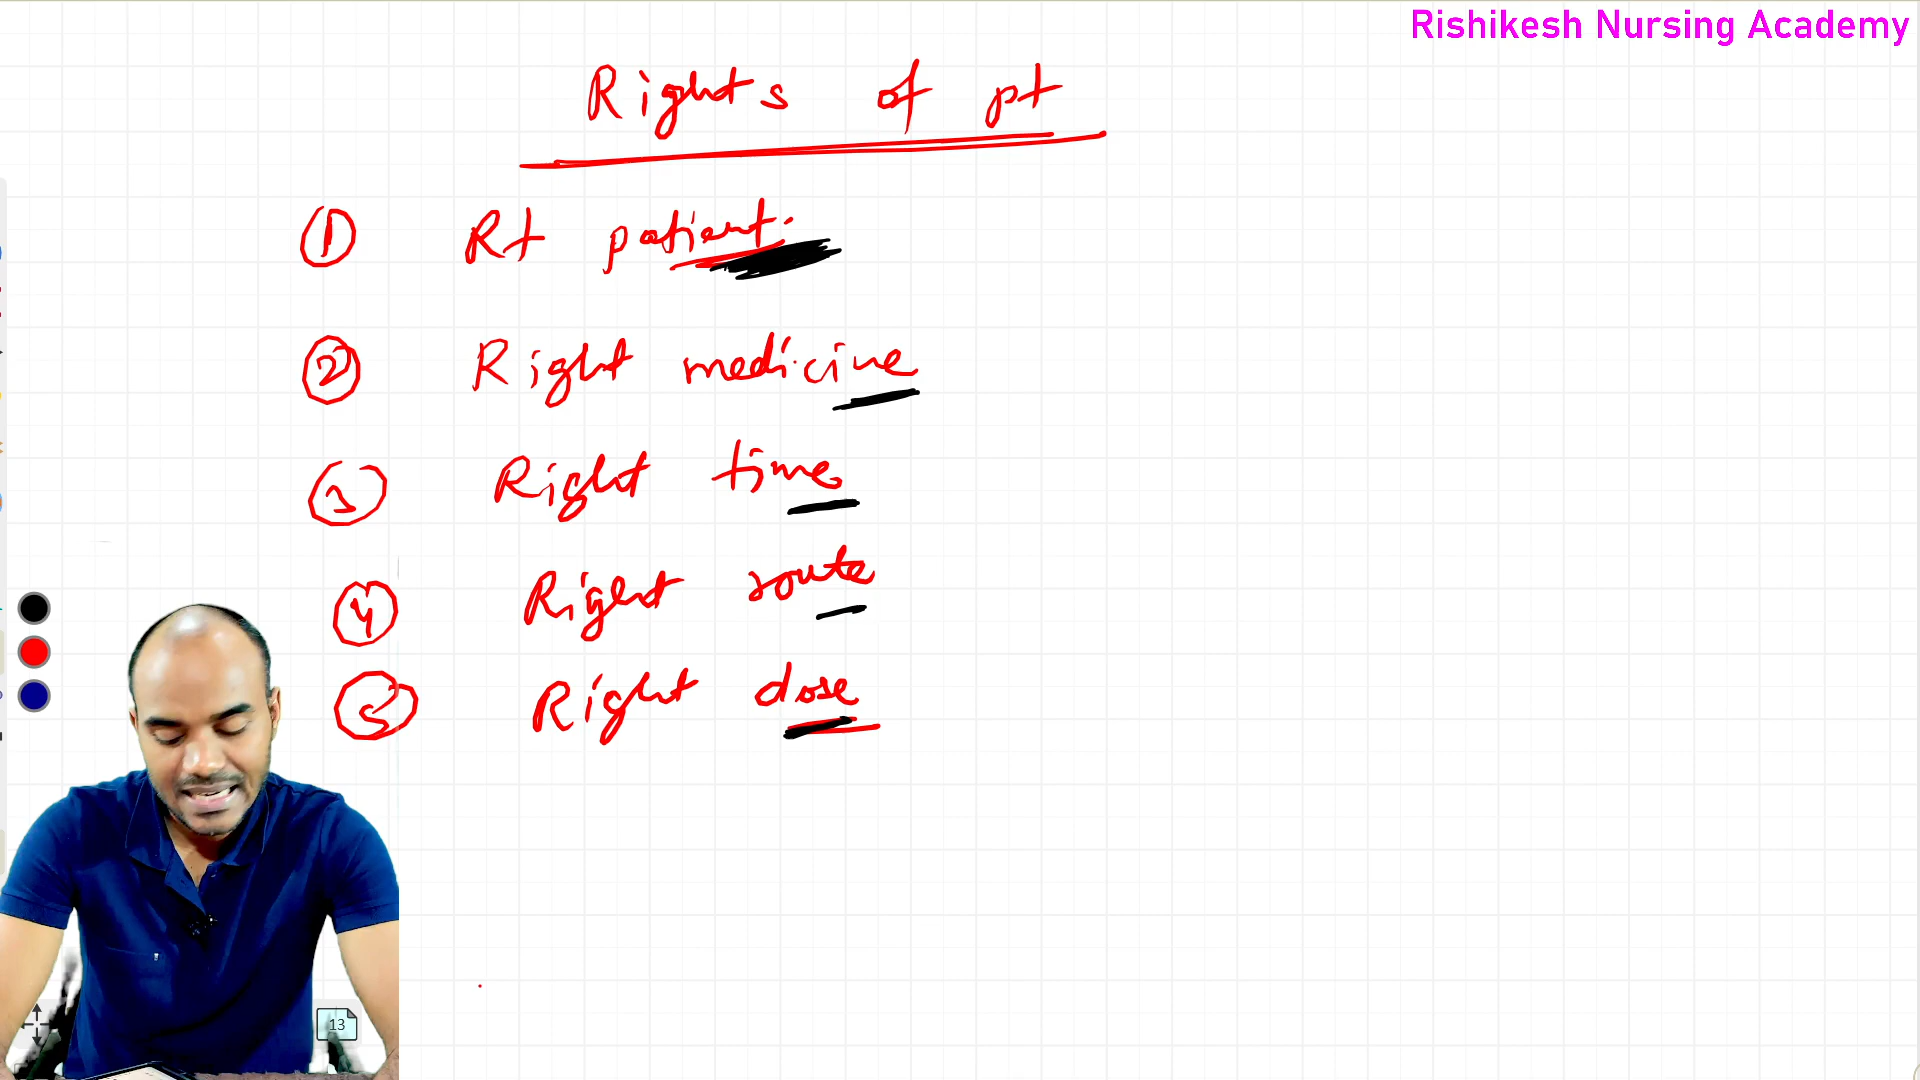 Rishikesh Nursing Academy
Rights of pt
① Rt patient.
② Right medicine
③ Right time
④ Right route
⑤ Right dose
13